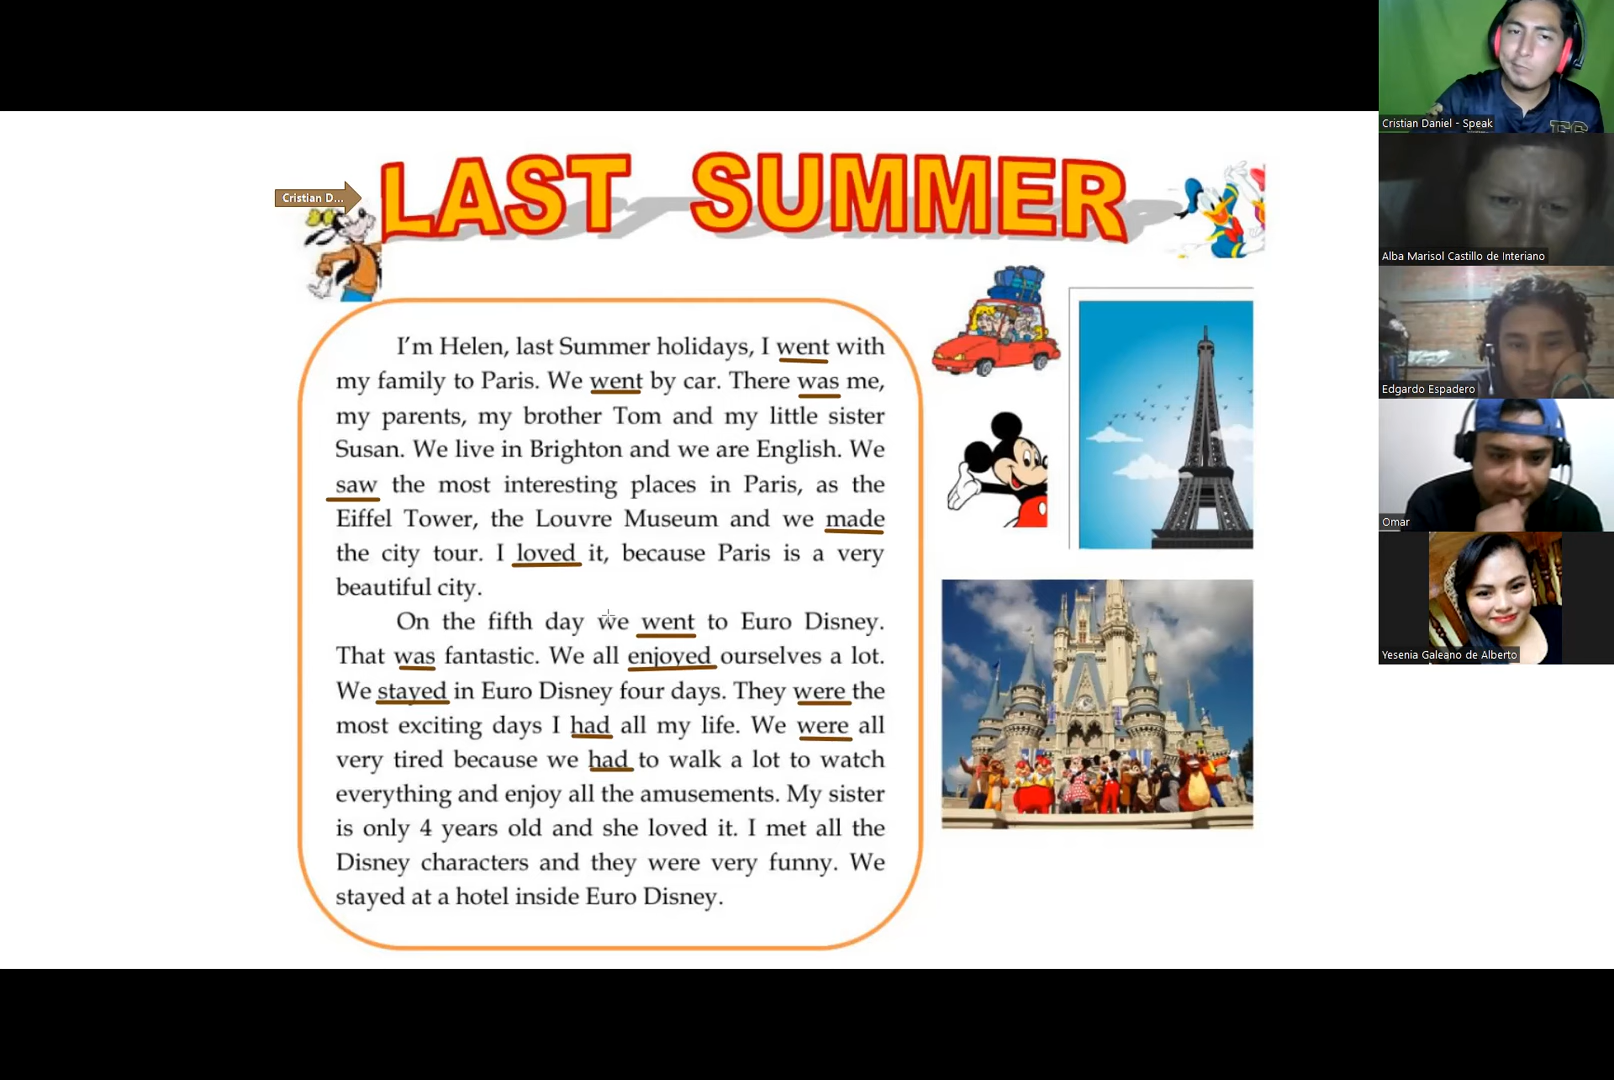 LAST SUMMER
Cristian D...
I'm Helen, last Summer holidays, I went with
my family to Paris. We went by car. There was me,
my parents, my brother Tom and my little sister
Susan. We live in Brighton and we are English. We
saw the most interesting places in Paris, as the
Eiffel Tower, the Louvre Museum and we made
the city tour. I loved it, because Paris is a very
beautiful city.
On the fifth day we went to Euro Disney.
That was fantastic. We all enjoyed ourselves a lot.
We stayed in Euro Disney four days. They were the
most exciting days I had all my life. We were all
very tired because we had to walk a lot to watch
everything and enjoy all the amusements. My sister
is only 4 years old and she loved it. I met all the
Disney characters and they were very funny. We
stayed at a hotel inside Euro Disney.
Cristian Daniel - Speak
Alba Marisol Castillo de Interiano
Edgardo Espadero
Omar
Yesenia Galeano de Alberto